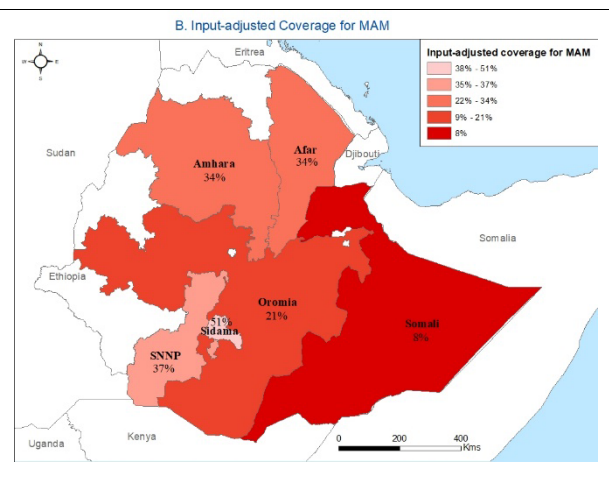 B. Input-adjusted Coverage for MAM
N
W
E
S
Eritrea
Input-adjusted coverage for MAM
38% - 51%
35% - 37%
22% - 34%
9% - 21%
8%
Sudan
Afar
34%
Djibouti
Amhara
34%
Somalia
Ethiopia
Oromia
21%
51%
Sidama
Somali
8%
SNNP
37%
Uganda
Kenya
0 200 400
Kms